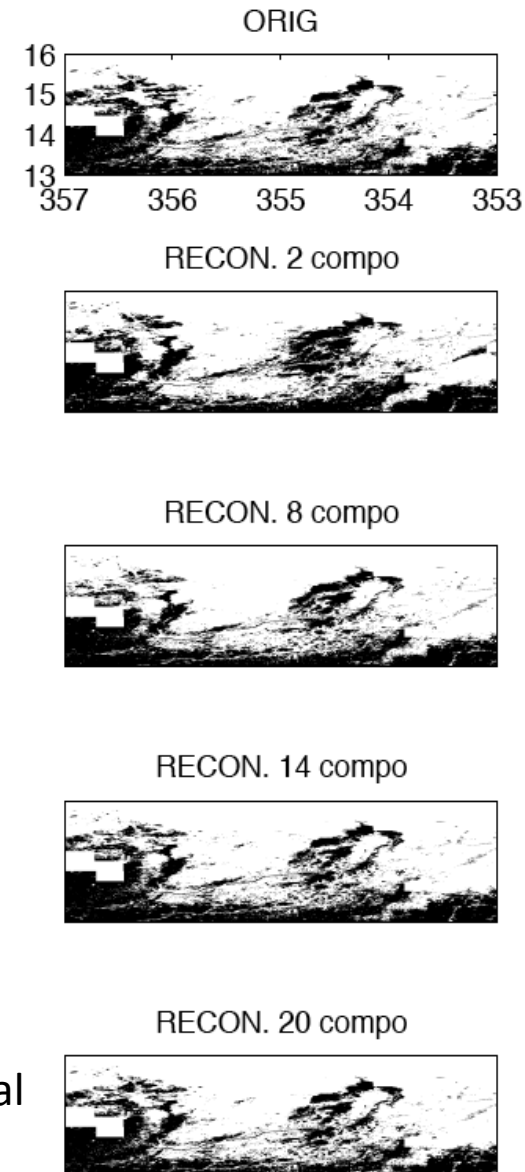 ORIG
16
15
14
13
357 356 355 354 353
RECON. 2 compo
RECON. 8 compo
RECON. 14 compo
RECON. 20 compo
al